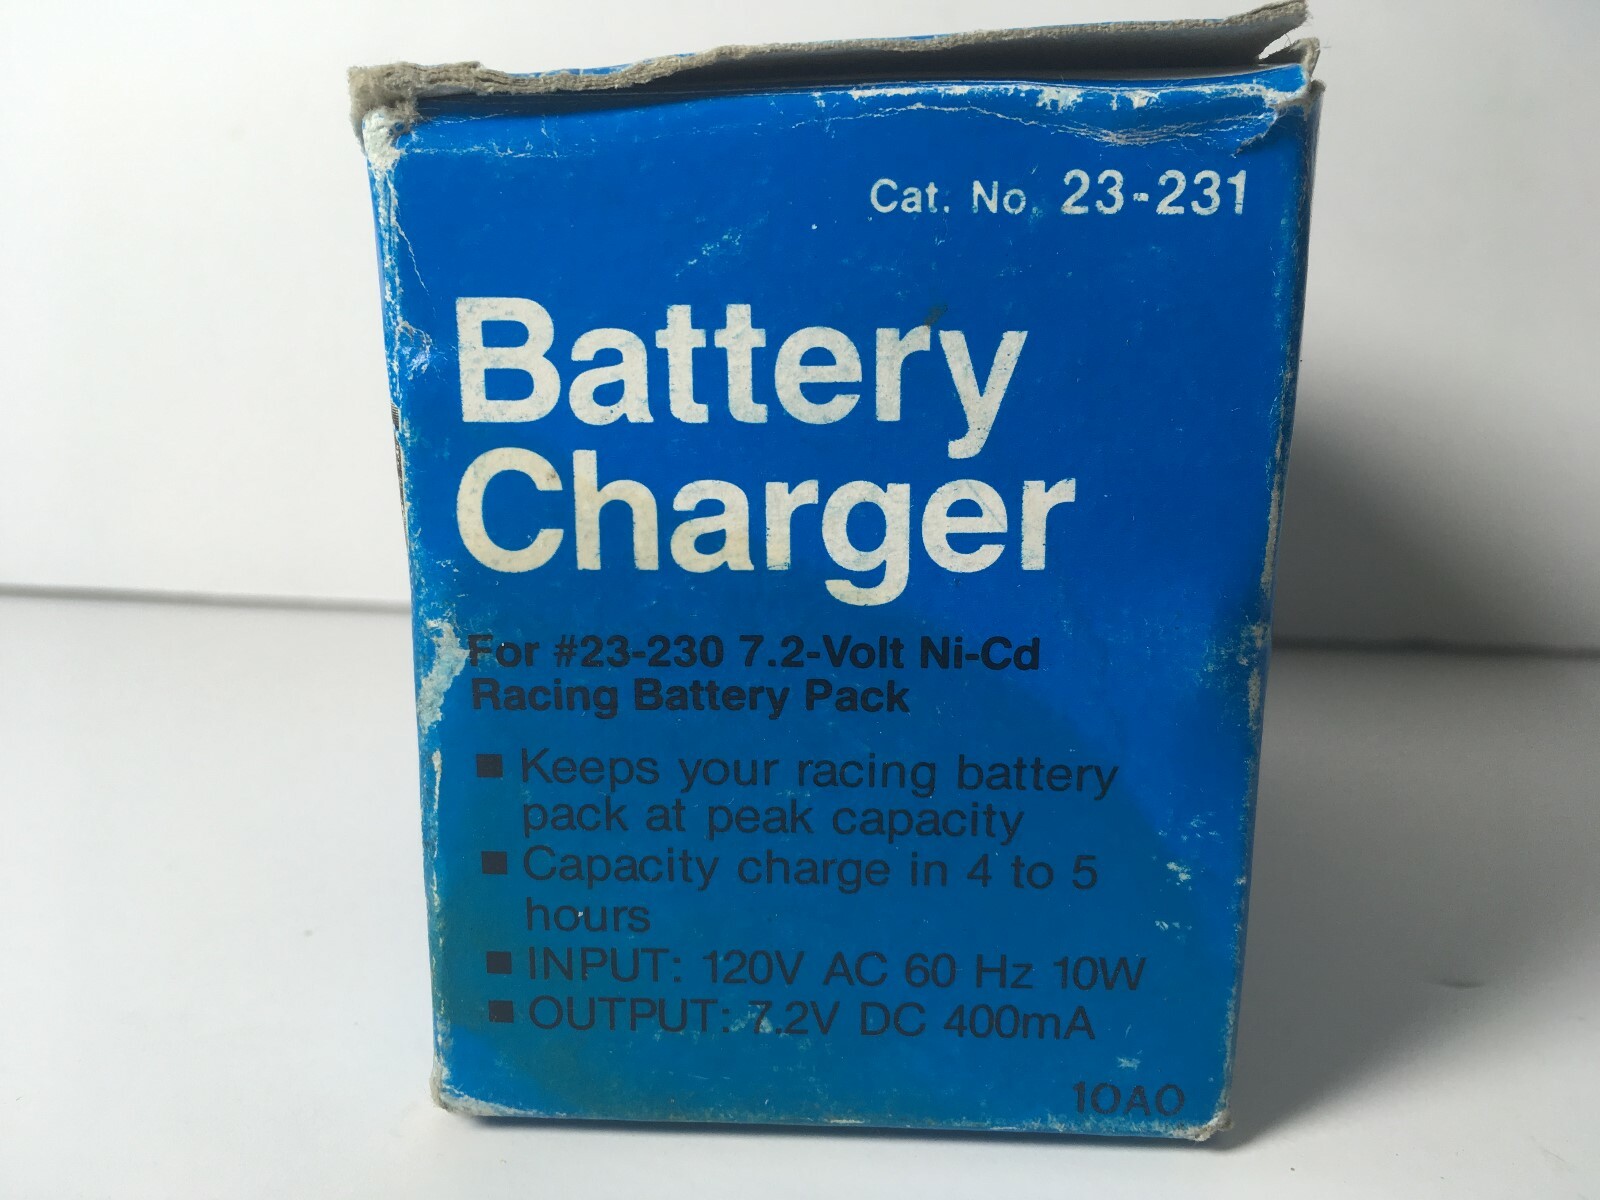 Cat. No. 23-231
Battery
Charger
For #23-230 7.2-Volt Ni-Cd
Racing Battery Pack
■ Keeps your racing battery
pack at peak capacity
■ Capacity charge in 4 to 5
hours
■ INPUT: 120V AC 60 Hz 10W
■ OUTPUT: 7.2V DC 400mA
10A0